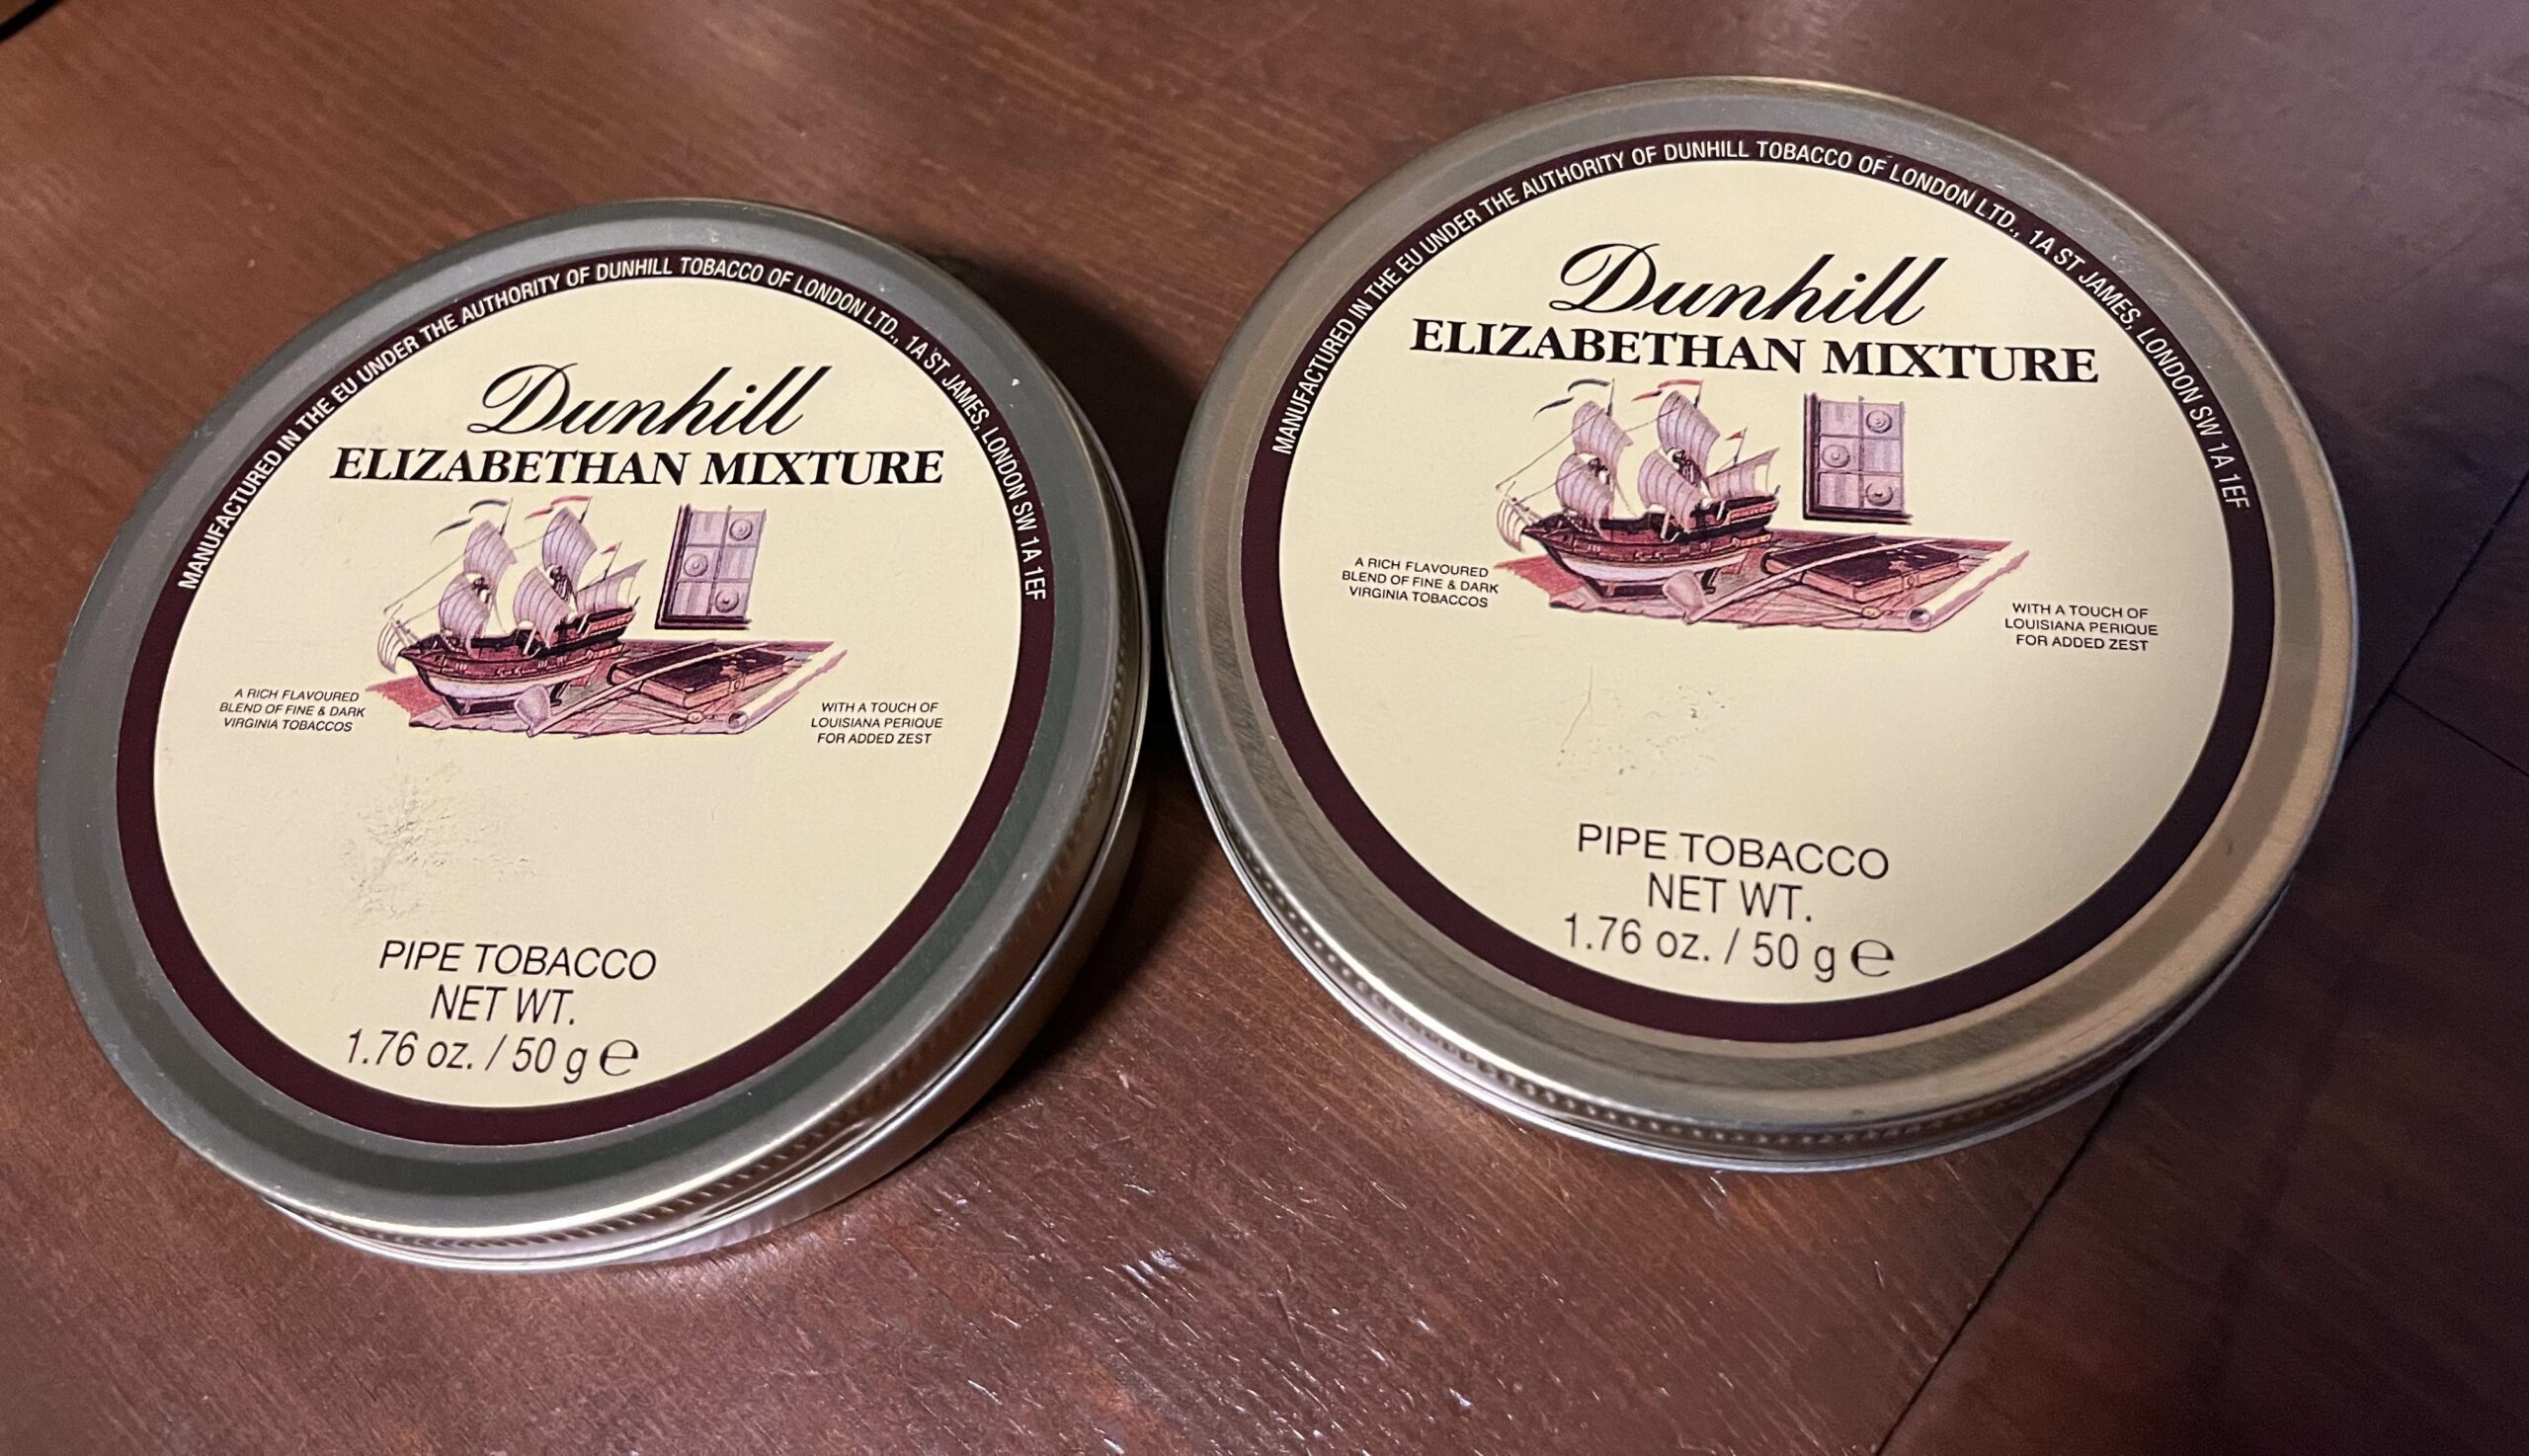 MANUFACTURED IN THE EU UNDER THE AUTHORITY OF DUNHILL TOBACCO OF LONDON LTD., 1A ST JAMES, LONDON SW 1A 1EF
Dunhill
ELIZABETHAN MIXTURE
A RICH FLAVOURED
BLEND OF FINE & DARK
VIRGINIA TOBACCOS
WITH A TOUCH OF
LOUISIANA PERIQUE
FOR ADDED ZEST
PIPE TOBACCO
NET WT.
1.76 oz. / 50 g ℮
MANUFACTURED IN THE EU UNDER THE AUTHORITY OF DUNHILL TOBACCO OF LONDON LTD., 1A ST JAMES, LONDON SW 1A 1EF
Dunhill
ELIZABETHAN MIXTURE
A RICH FLAVOURED
BLEND OF FINE & DARK
VIRGINIA TOBACCOS
WITH A TOUCH OF
LOUISIANA PERIQUE
FOR ADDED ZEST
PIPE TOBACCO
NET WT.
1.76 oz. / 50 g ℮